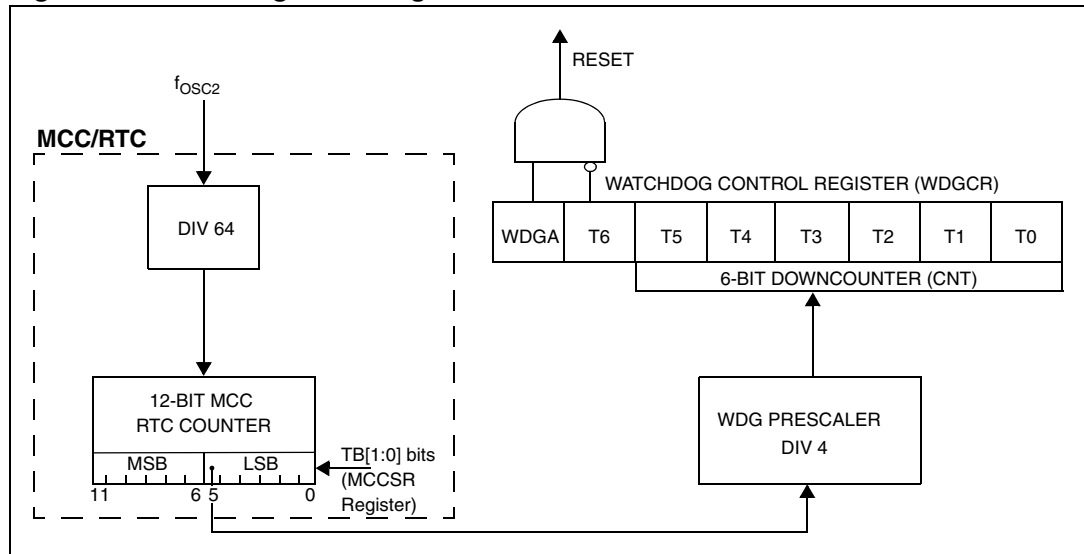 fOSC2
MCC/RTC
DIV 64
12-BIT MCC
RTC COUNTER
MSB LSB
11 6 5 0
TB[1:0] bits
(MCCSR
Register)
RESET
WATCHDOG CONTROL REGISTER (WDGCR)
WDGA T6 T5 T4 T3 T2 T1 T0
6-BIT DOWNCOUNTER (CNT)
WDG PRESCALER
DIV 4